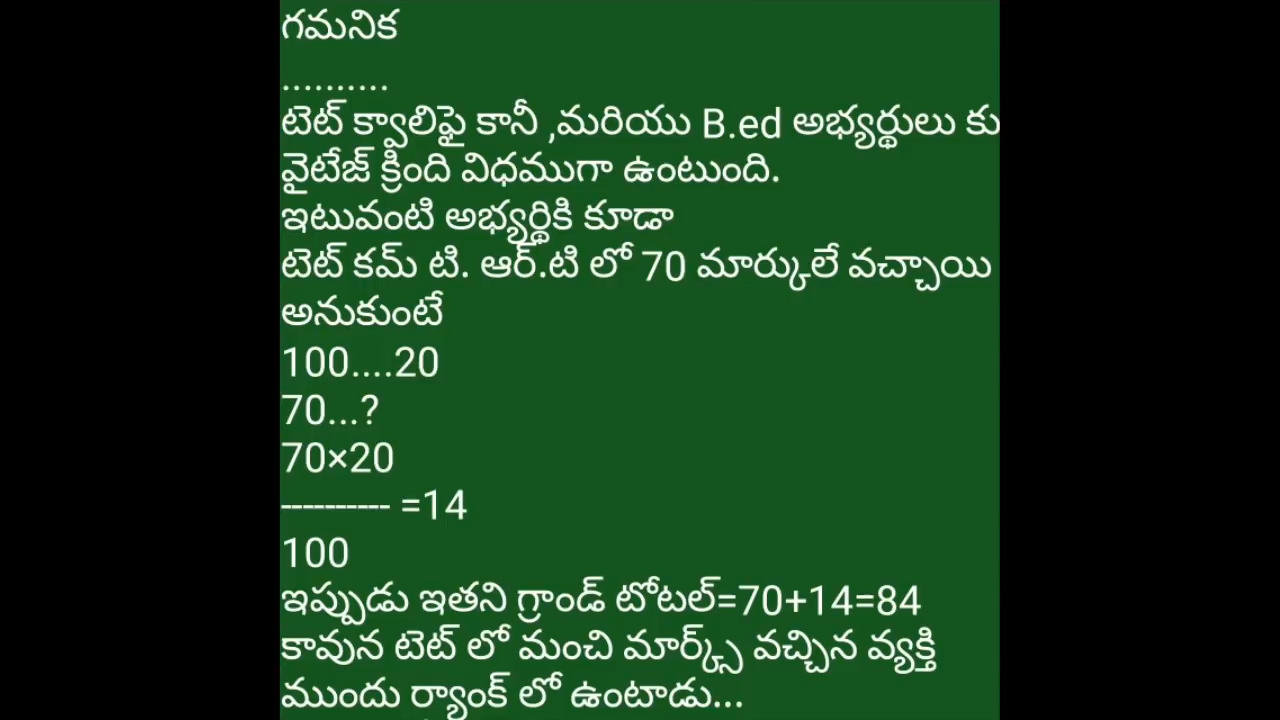 గమనిక
..........
టెట్ క్వాలిఫై కానీ ,మరియు B.ed అభ్యర్థులు కు
వైటేజ్ క్రింది విధముగా ఉంటుంది.
ఇటువంటి అభ్యర్థికి కూడా
టెట్ కమ్ టి. ఆర్.టి లో 70 మార్కులే వచ్చాయి
అనుకుంటే
100....20
70...?
70×20
---------- =14
100
ఇప్పుడు ఇతని గ్రాండ్ టోటల్=70+14=84
కావున టెట్ లో మంచి మార్క్స్ వచ్చిన వ్యక్తి
ముందు ర్యాంక్ లో ఉంటాడు...